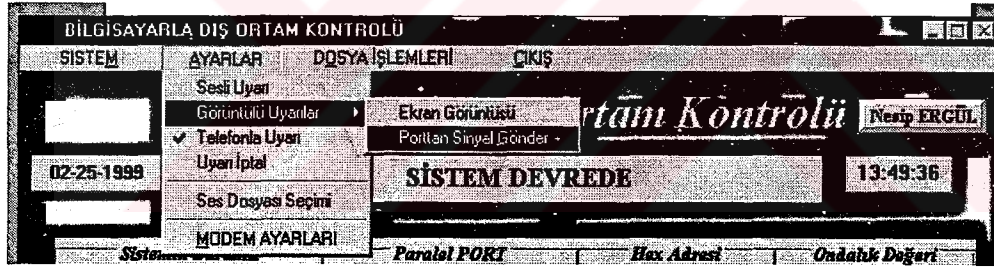 BİLGİSAYARLA DIŞ ORTAM KONTROLÜ
SİSTEM AYARLAR DOSYA İŞLEMLERİ ÇIKIŞ
Sesli Uyarı
Görüntülü Uyarılar
Telefonla Uyarı
Uyarı İptal
Ses Dosyası Seçimi
MODEM AYARLARI
Ekran Görüntüsü
Porttan Sinyal Gönder -
rtam Kontrolü
Nesip ERGÜL
02-25-1999
SİSTEM DEVREDE
13:49:36
Paralel PORT Hex Adresi Ondalık Değeri